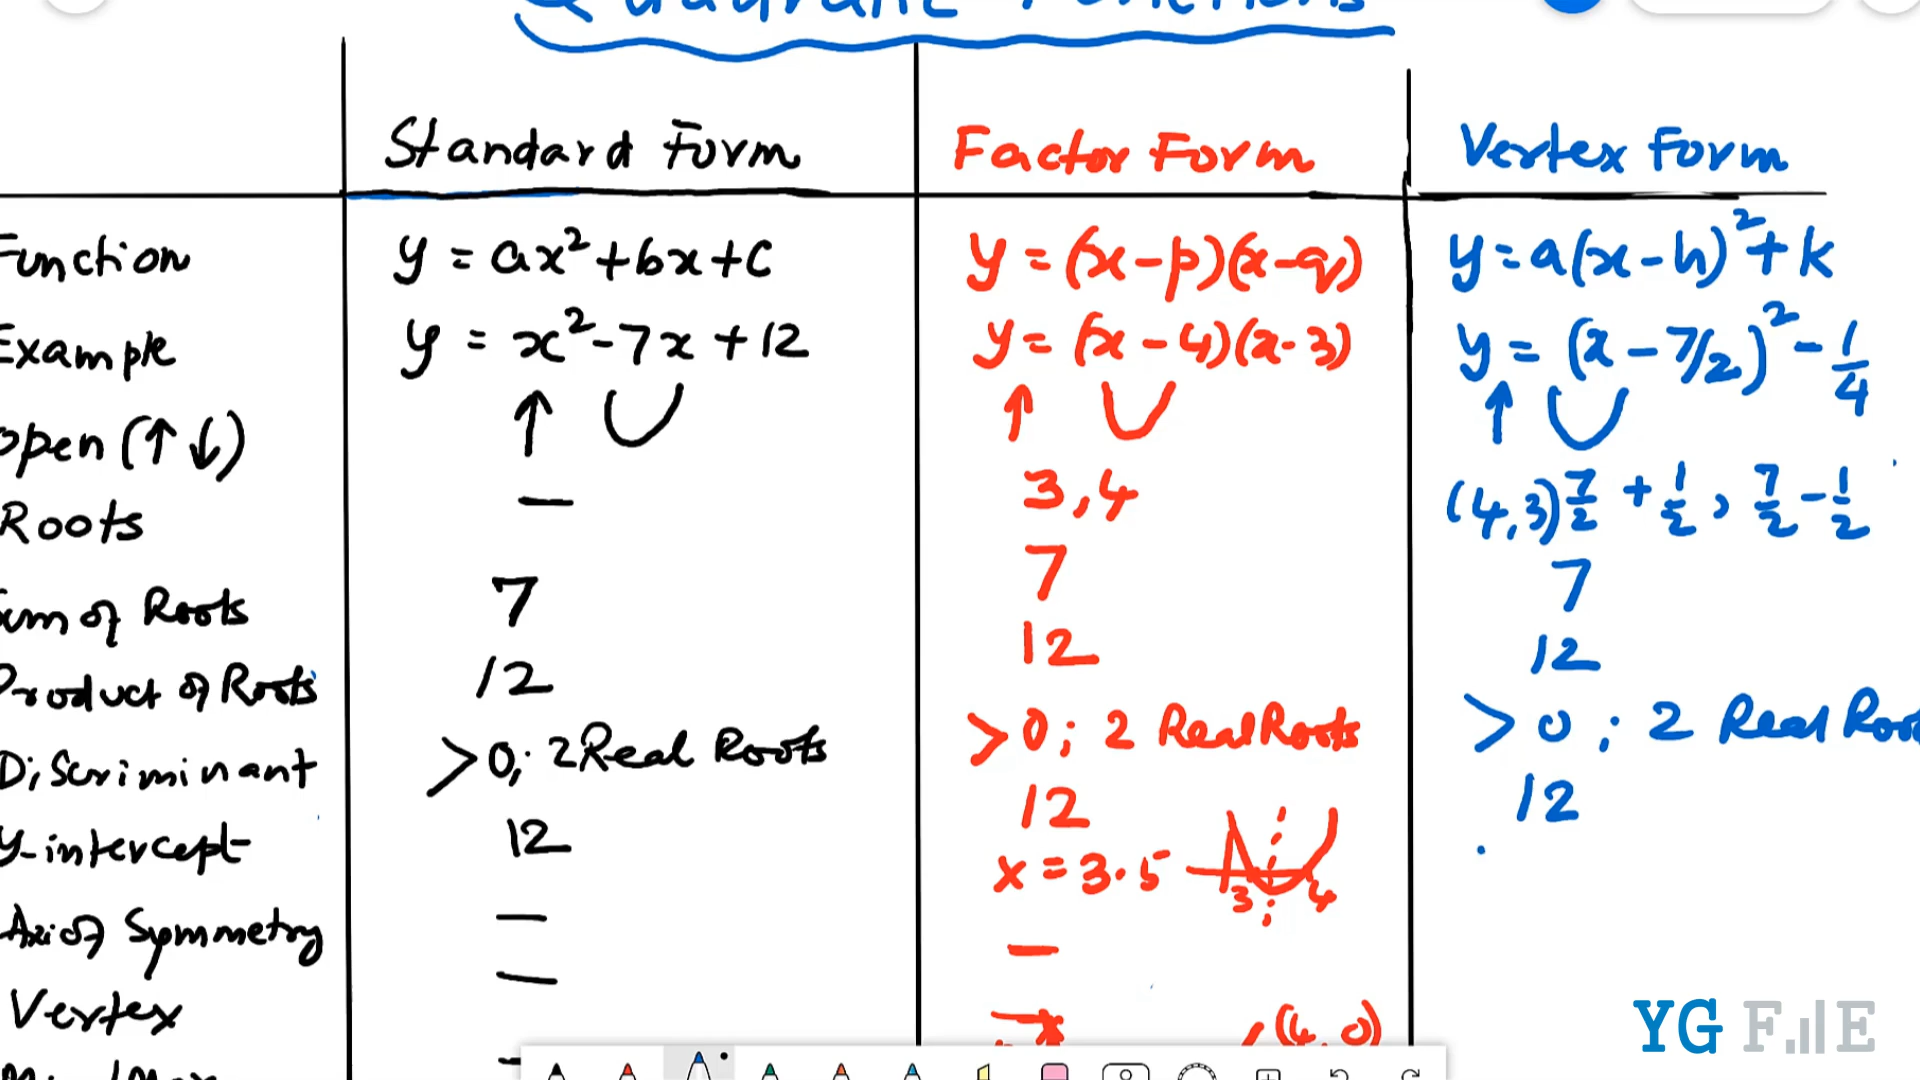 Quadratic Functions
Standard Form Factor Form Vertex Form
Function y = ax²+bx+c y = (x-p)(x-q) y = a(x-h)²+k
Example y = x²-7x+12 y = (x-4)(x-3) y = (x-7/2)²-1/4
Open (↑↓) ↑ ↑ ↑
Roots — 3,4 (4,3) 7/2 + 1/2, 7/2 - 1/2
Sum of Roots 7 7 7
Product of Roots 12 12 12
Discriminant >0; 2 Real Roots >0; 2 Real Roots >0; 2 Real Roo
Y-intercept 12 12 12
Axis of Symmetry — x = 3.5 3 4
Vertex — —
(4,0)
YG FILE